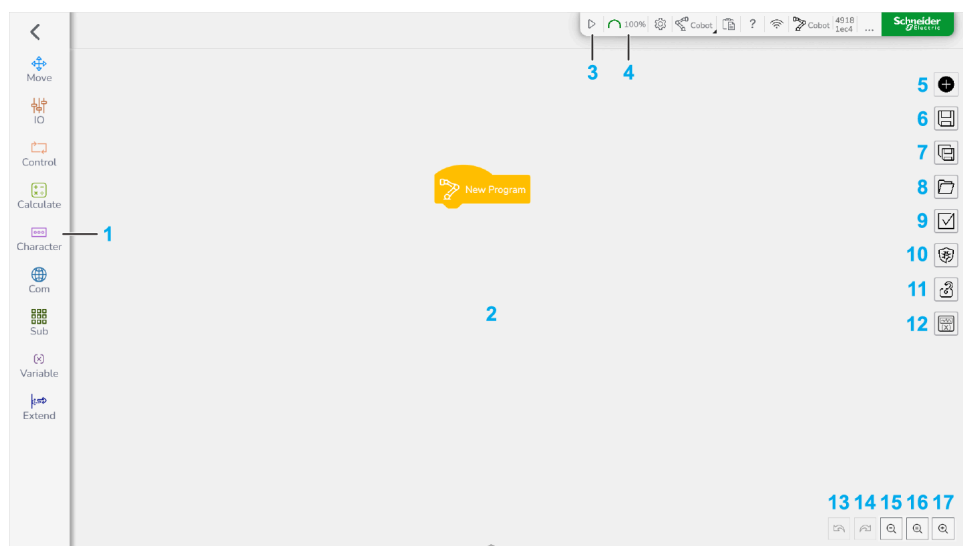 100%
Cobot
?
Cobot
4918
1ec4
...
Schneider
Electric
3
4
Move
IO
Control
Calculate
Character
Com
Sub
Variable
Extend
1
New Program
2
5
6
7
8
9
10
11
12
13 14 15 16 17